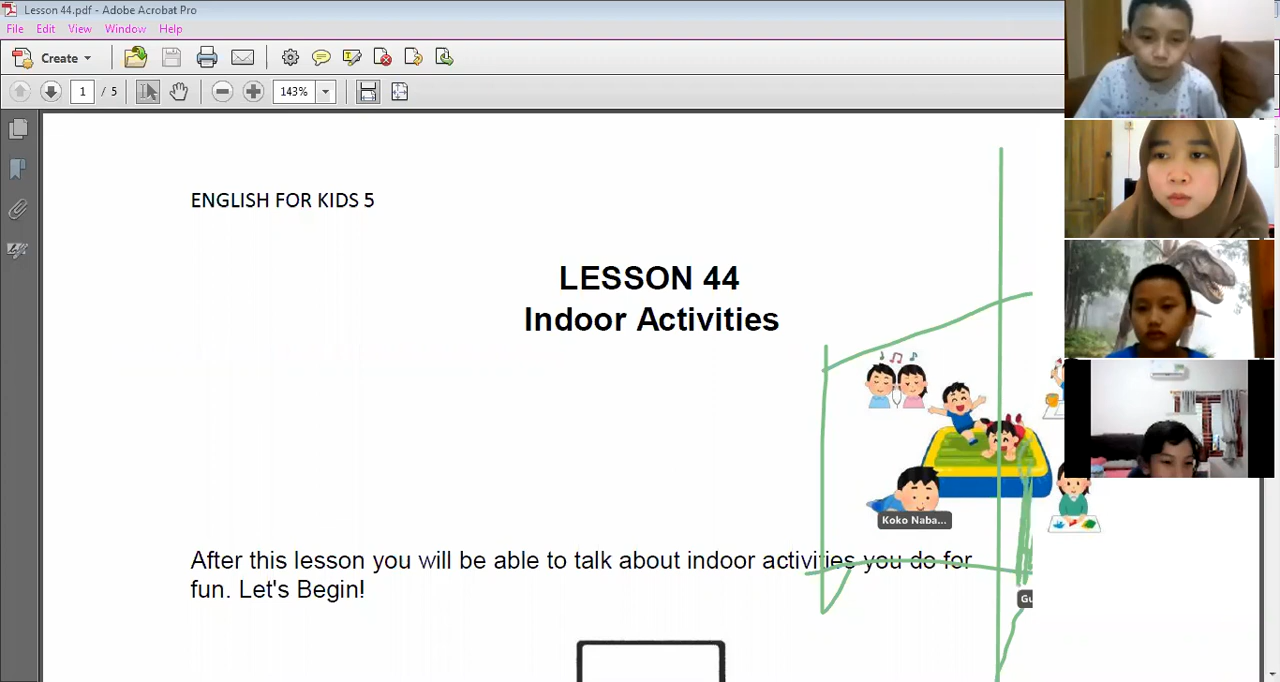 Lesson 44.pdf - Adobe Acrobat Pro
File Edit View Window Help
Create
1 / 5 143%
ENGLISH FOR KIDS 5
LESSON 44
Indoor Activities
Koko Naba...
After this lesson you will be able to talk about indoor activities you do for
fun. Let's Begin!
Gu